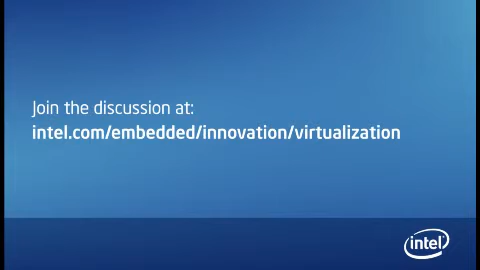 Join the discussion at:
intel.com/embedded/innovation/virtualization
intel